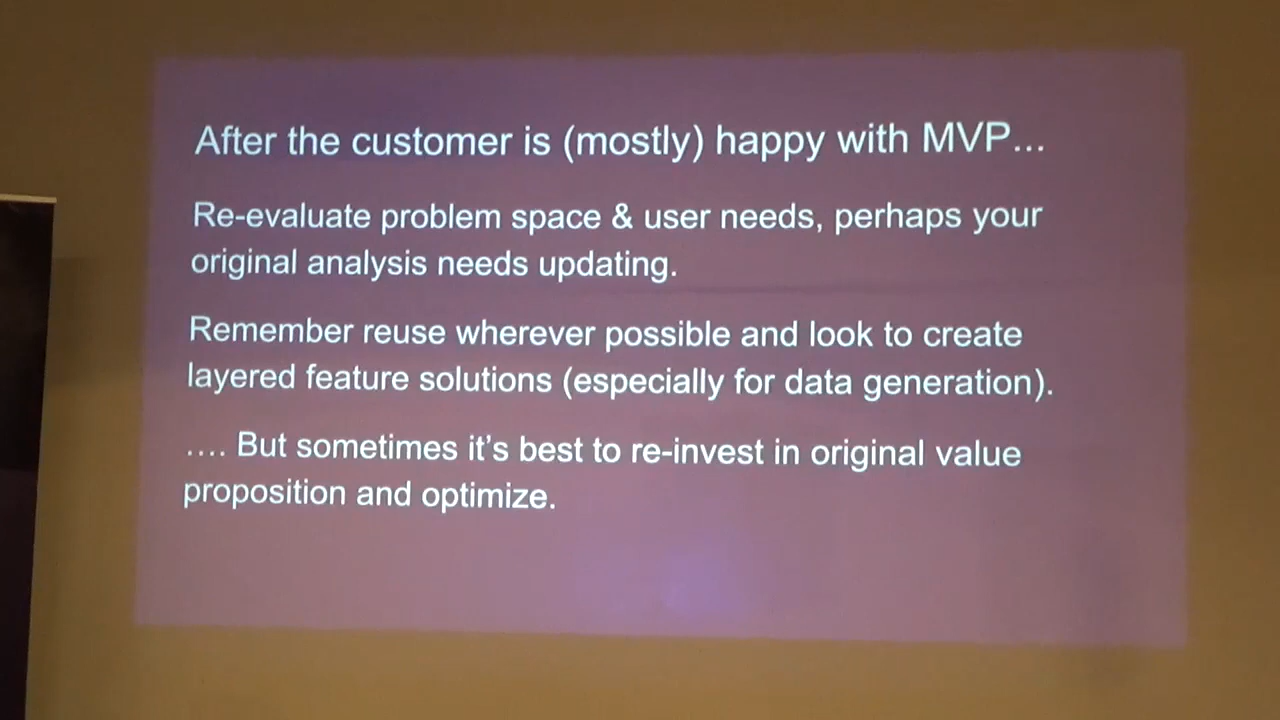 After the customer is (mostly) happy with MVP...
Re-evaluate problem space & user needs, perhaps your
original analysis needs updating.
Remember reuse wherever possible and look to create
layered feature solutions (especially for data generation).
.... But sometimes it’s best to re-invest in original value
proposition and optimize.